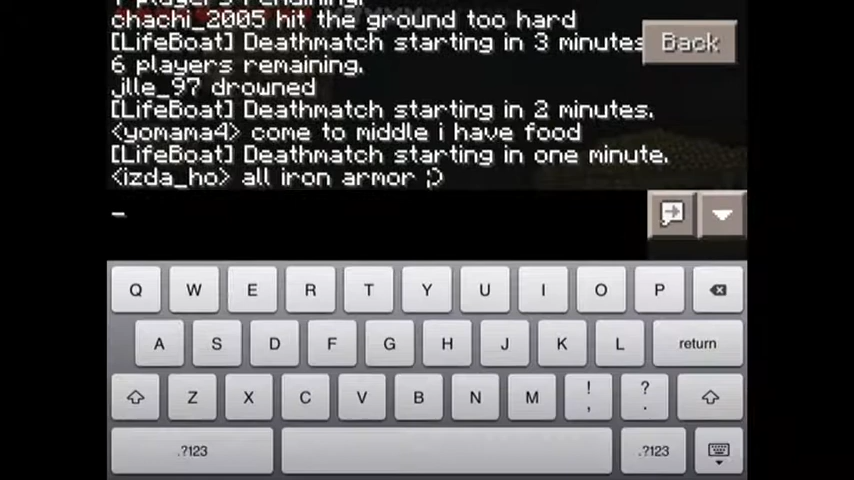 players remaining.
chachi_2005 hit the ground too hard
[LifeBoat] Deathmatch starting in 3 minutes
Back
6 players remaining.
jlle_97 drowned
[LifeBoat] Deathmatch starting in 2 minutes.
<yomama4> come to middle i have food
[LifeBoat] Deathmatch starting in one minute.
<izda_ho> all iron armor ;)
_
Q W E R T Y U I O P
A S D F G H J K L return
Z X C V B N M ! , ? .
.?123 .?123